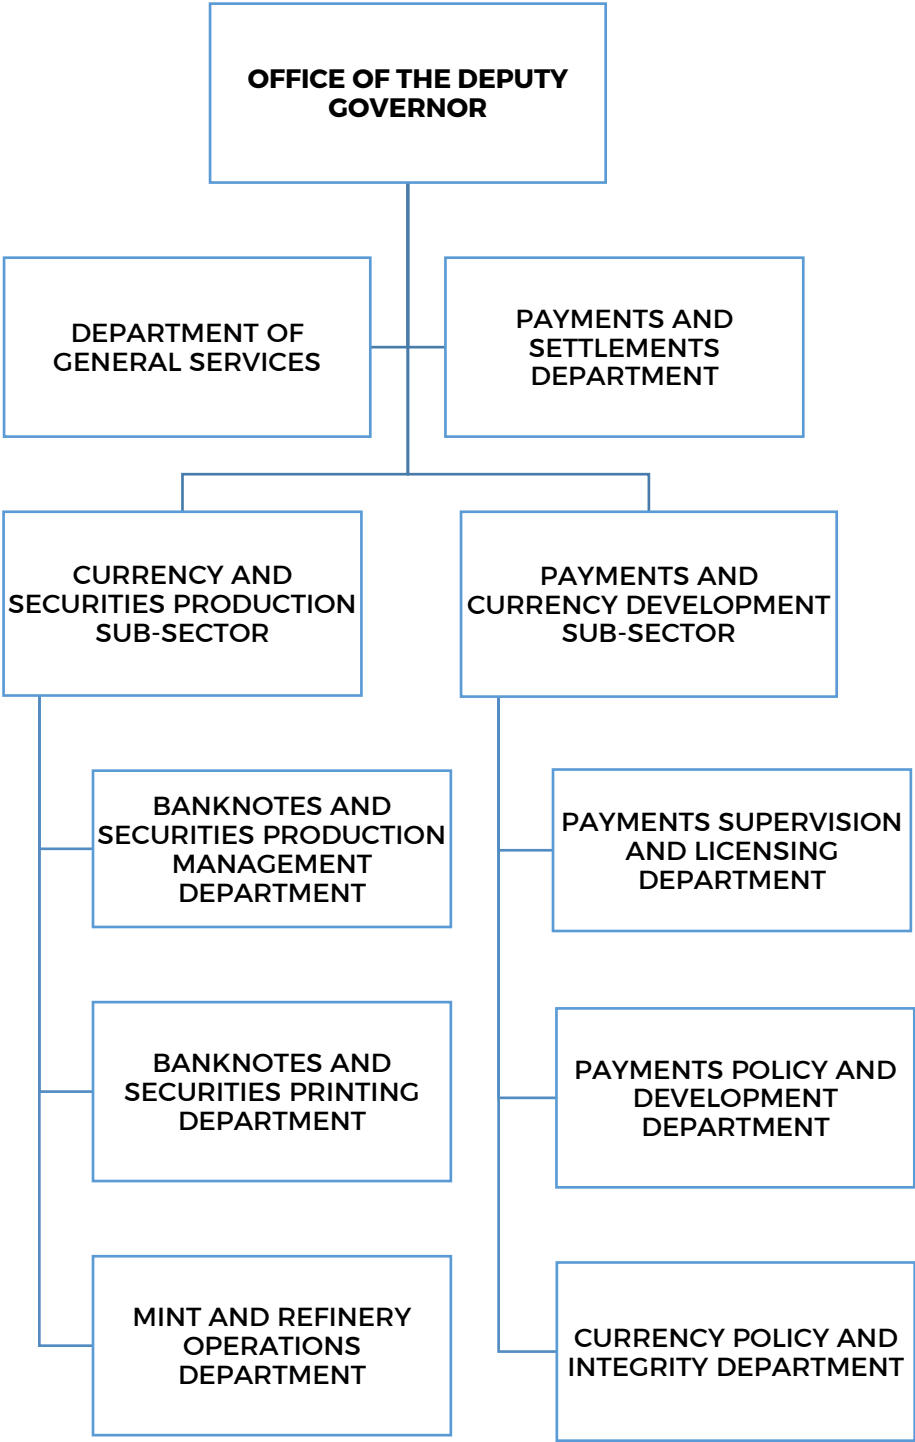 OFFICE OF THE DEPUTY
GOVERNOR
DEPARTMENT OF
GENERAL SERVICES
PAYMENTS AND
SETTLEMENTS
DEPARTMENT
CURRENCY AND
SECURITIES PRODUCTION
SUB-SECTOR
PAYMENTS AND
CURRENCY DEVELOPMENT
SUB-SECTOR
BANKNOTES AND
SECURITIES PRODUCTION
MANAGEMENT
DEPARTMENT
PAYMENTS SUPERVISION
AND LICENSING
DEPARTMENT
BANKNOTES AND
SECURITIES PRINTING
DEPARTMENT
PAYMENTS POLICY AND
DEVELOPMENT
DEPARTMENT
MINT AND REFINERY
OPERATIONS
DEPARTMENT
CURRENCY POLICY AND
INTEGRITY DEPARTMENT